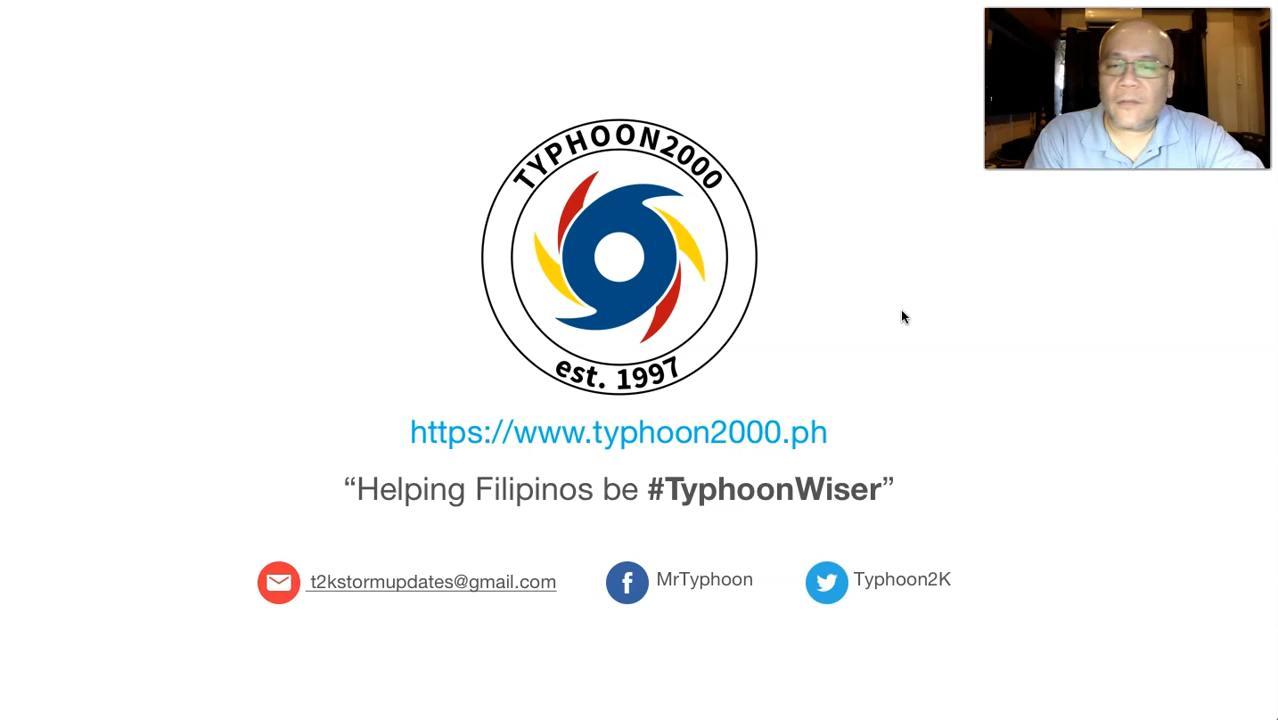 TYPHOON2000
est. 1997
https://www.typhoon2000.ph
“Helping Filipinos be #TyphoonWiser”
t2kstormupdates@gmail.com
MrTyphoon
Typhoon2K